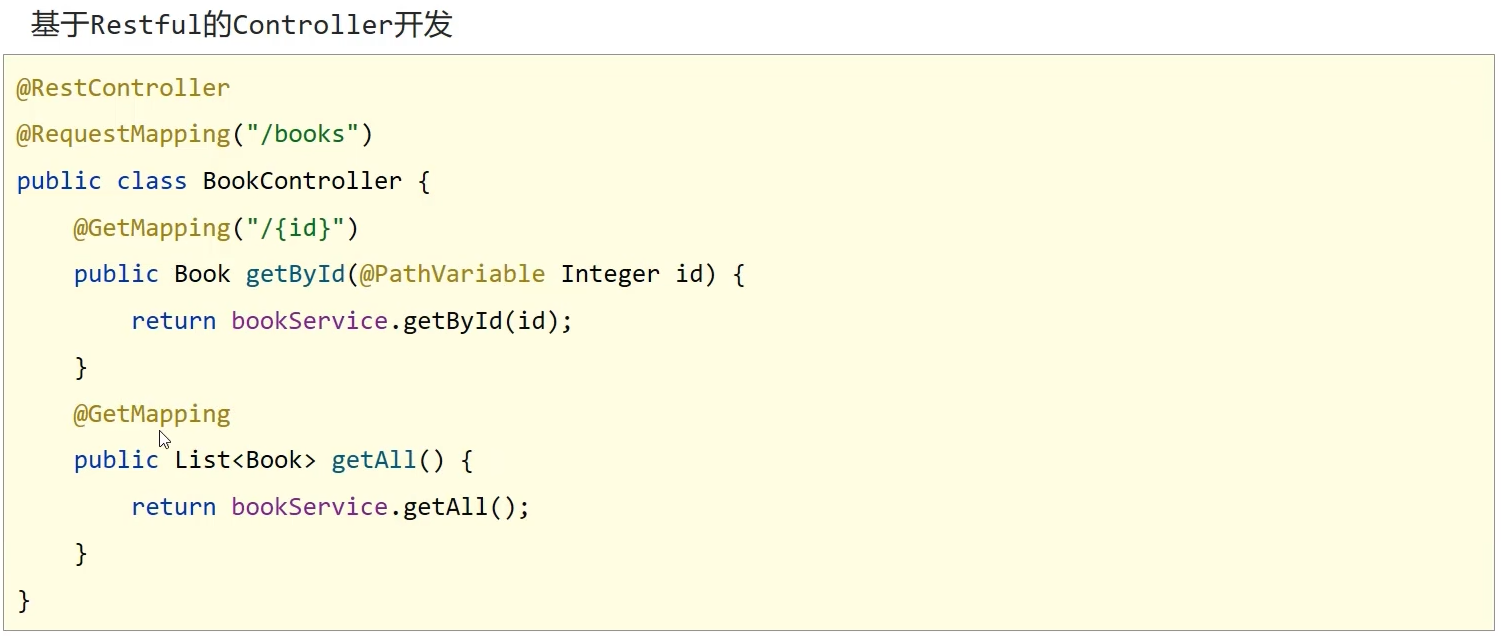 基于Restful的Controller开发
@RestController
@RequestMapping("/books")
public class BookController {
    @GetMapping("/{id}")
    public Book getById(@PathVariable Integer id) {
        return bookService.getById(id);
    }
    @GetMapping
    public List<Book> getAll() {
        return bookService.getAll();
    }
}